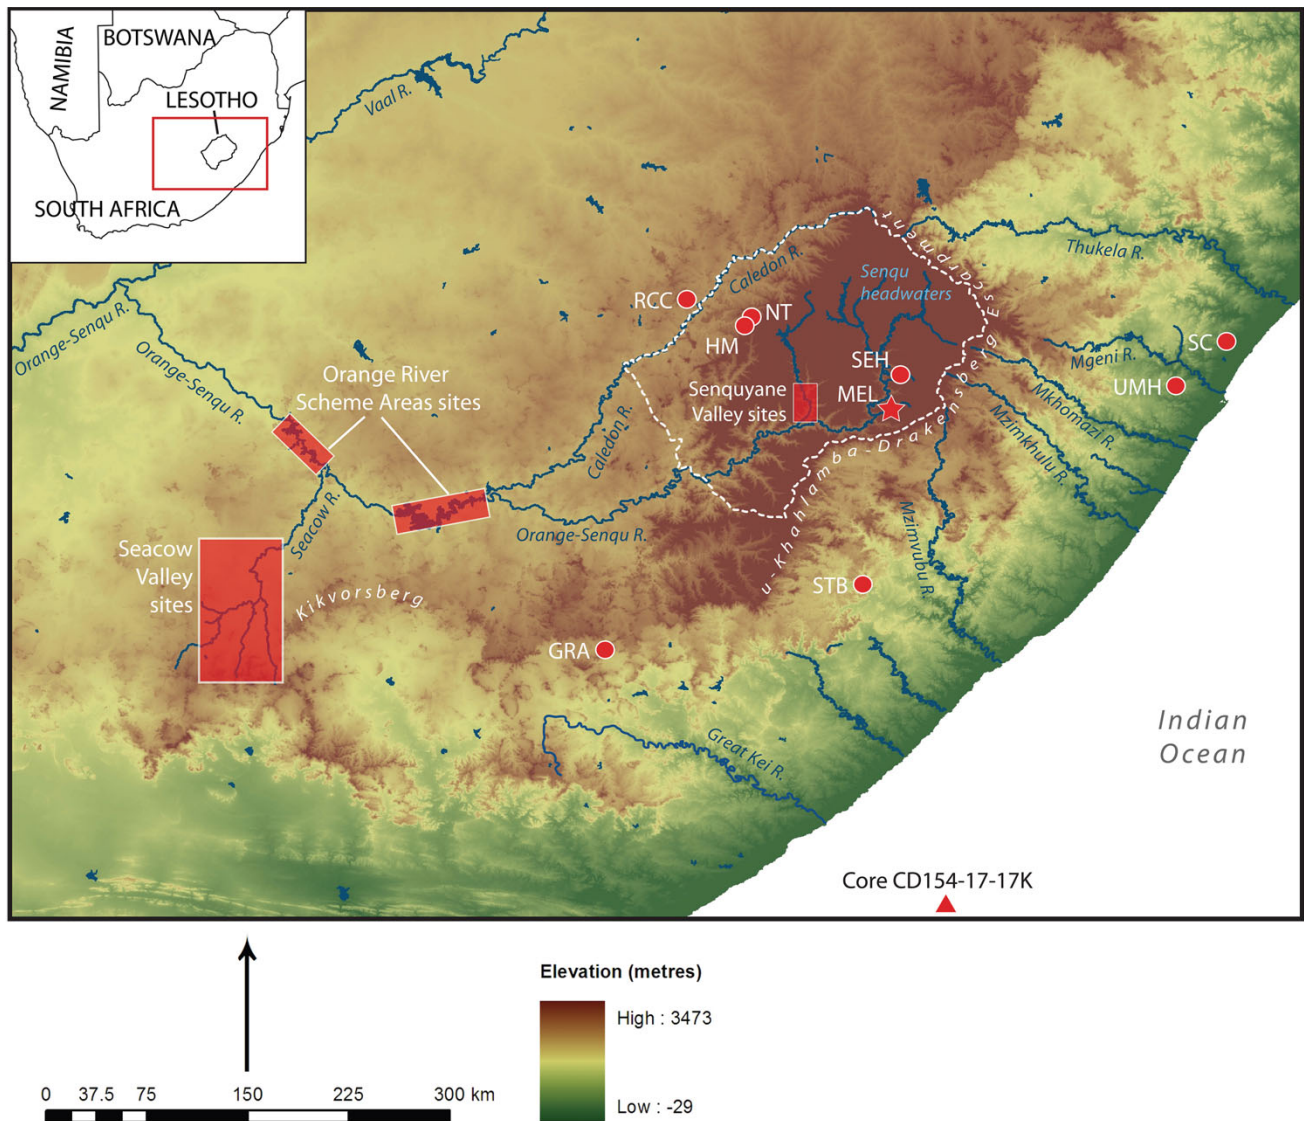 NAMIBIA
BOTSWANA
LESOTHO
SOUTH AFRICA
Vaal R.
Thukela R.
u-Khahlamba-Drakensberg Escarpment
Caledon R.
Senqu
headwaters
RCC
NT
HM
Orange-Senqu R.
Orange-Senqu R.
SC
Mgeni R.
UMH
SEH
MEL
Senquyane
Valley sites
Orange River
Scheme Areas sites
Mkhomazi R.
Mzimkhulu R.
Caledon R.
Seacow R.
Orange-Senqu R.
Mzimvubu R.
Seacow
Valley
sites
Kikvorsberg
STB
GRA
Indian
Ocean
Great Kei R.
Core CD154-17-17K
Elevation (metres)
High : 3473
Low : -29
0 37.5 75 150 225 300 km